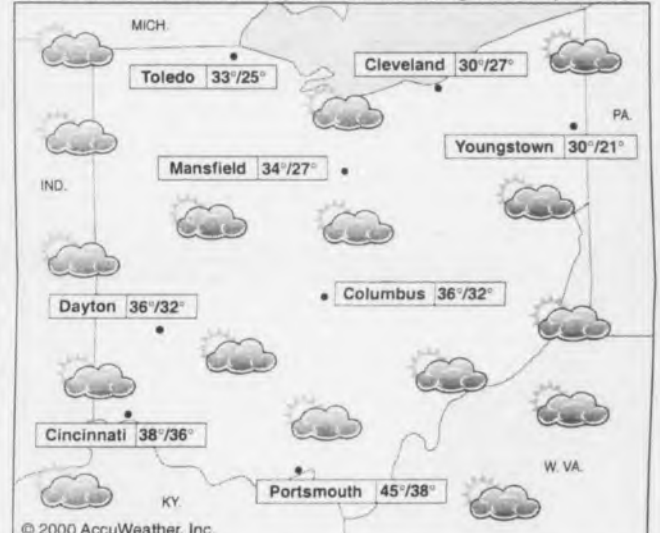 MICH.
Toledo 33°/25°
Cleveland 30°/27°
PA.
Youngstown 30°/21°
Mansfield 34°/27°
IND.
Columbus 36°/32°
Dayton 36°/32°
Cincinnati 38°/36°
W. VA.
Portsmouth 45°/38°
KY.
© 2000 AccuWeather, Inc.